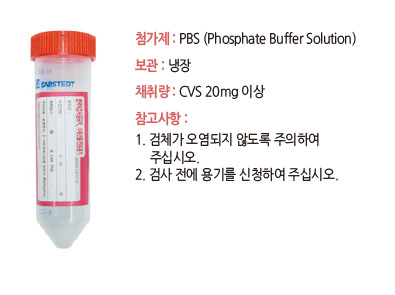 SARSTEDT
첨가제 : PBS (Phosphate Buffer Solution)
보관 : 냉장
채취량 : CVS 20mg 이상
참고사항 :
1. 검체가 오염되지 않도록 주의하여
주십시오.
2. 검사 전에 용기를 신청하여 주십시오.